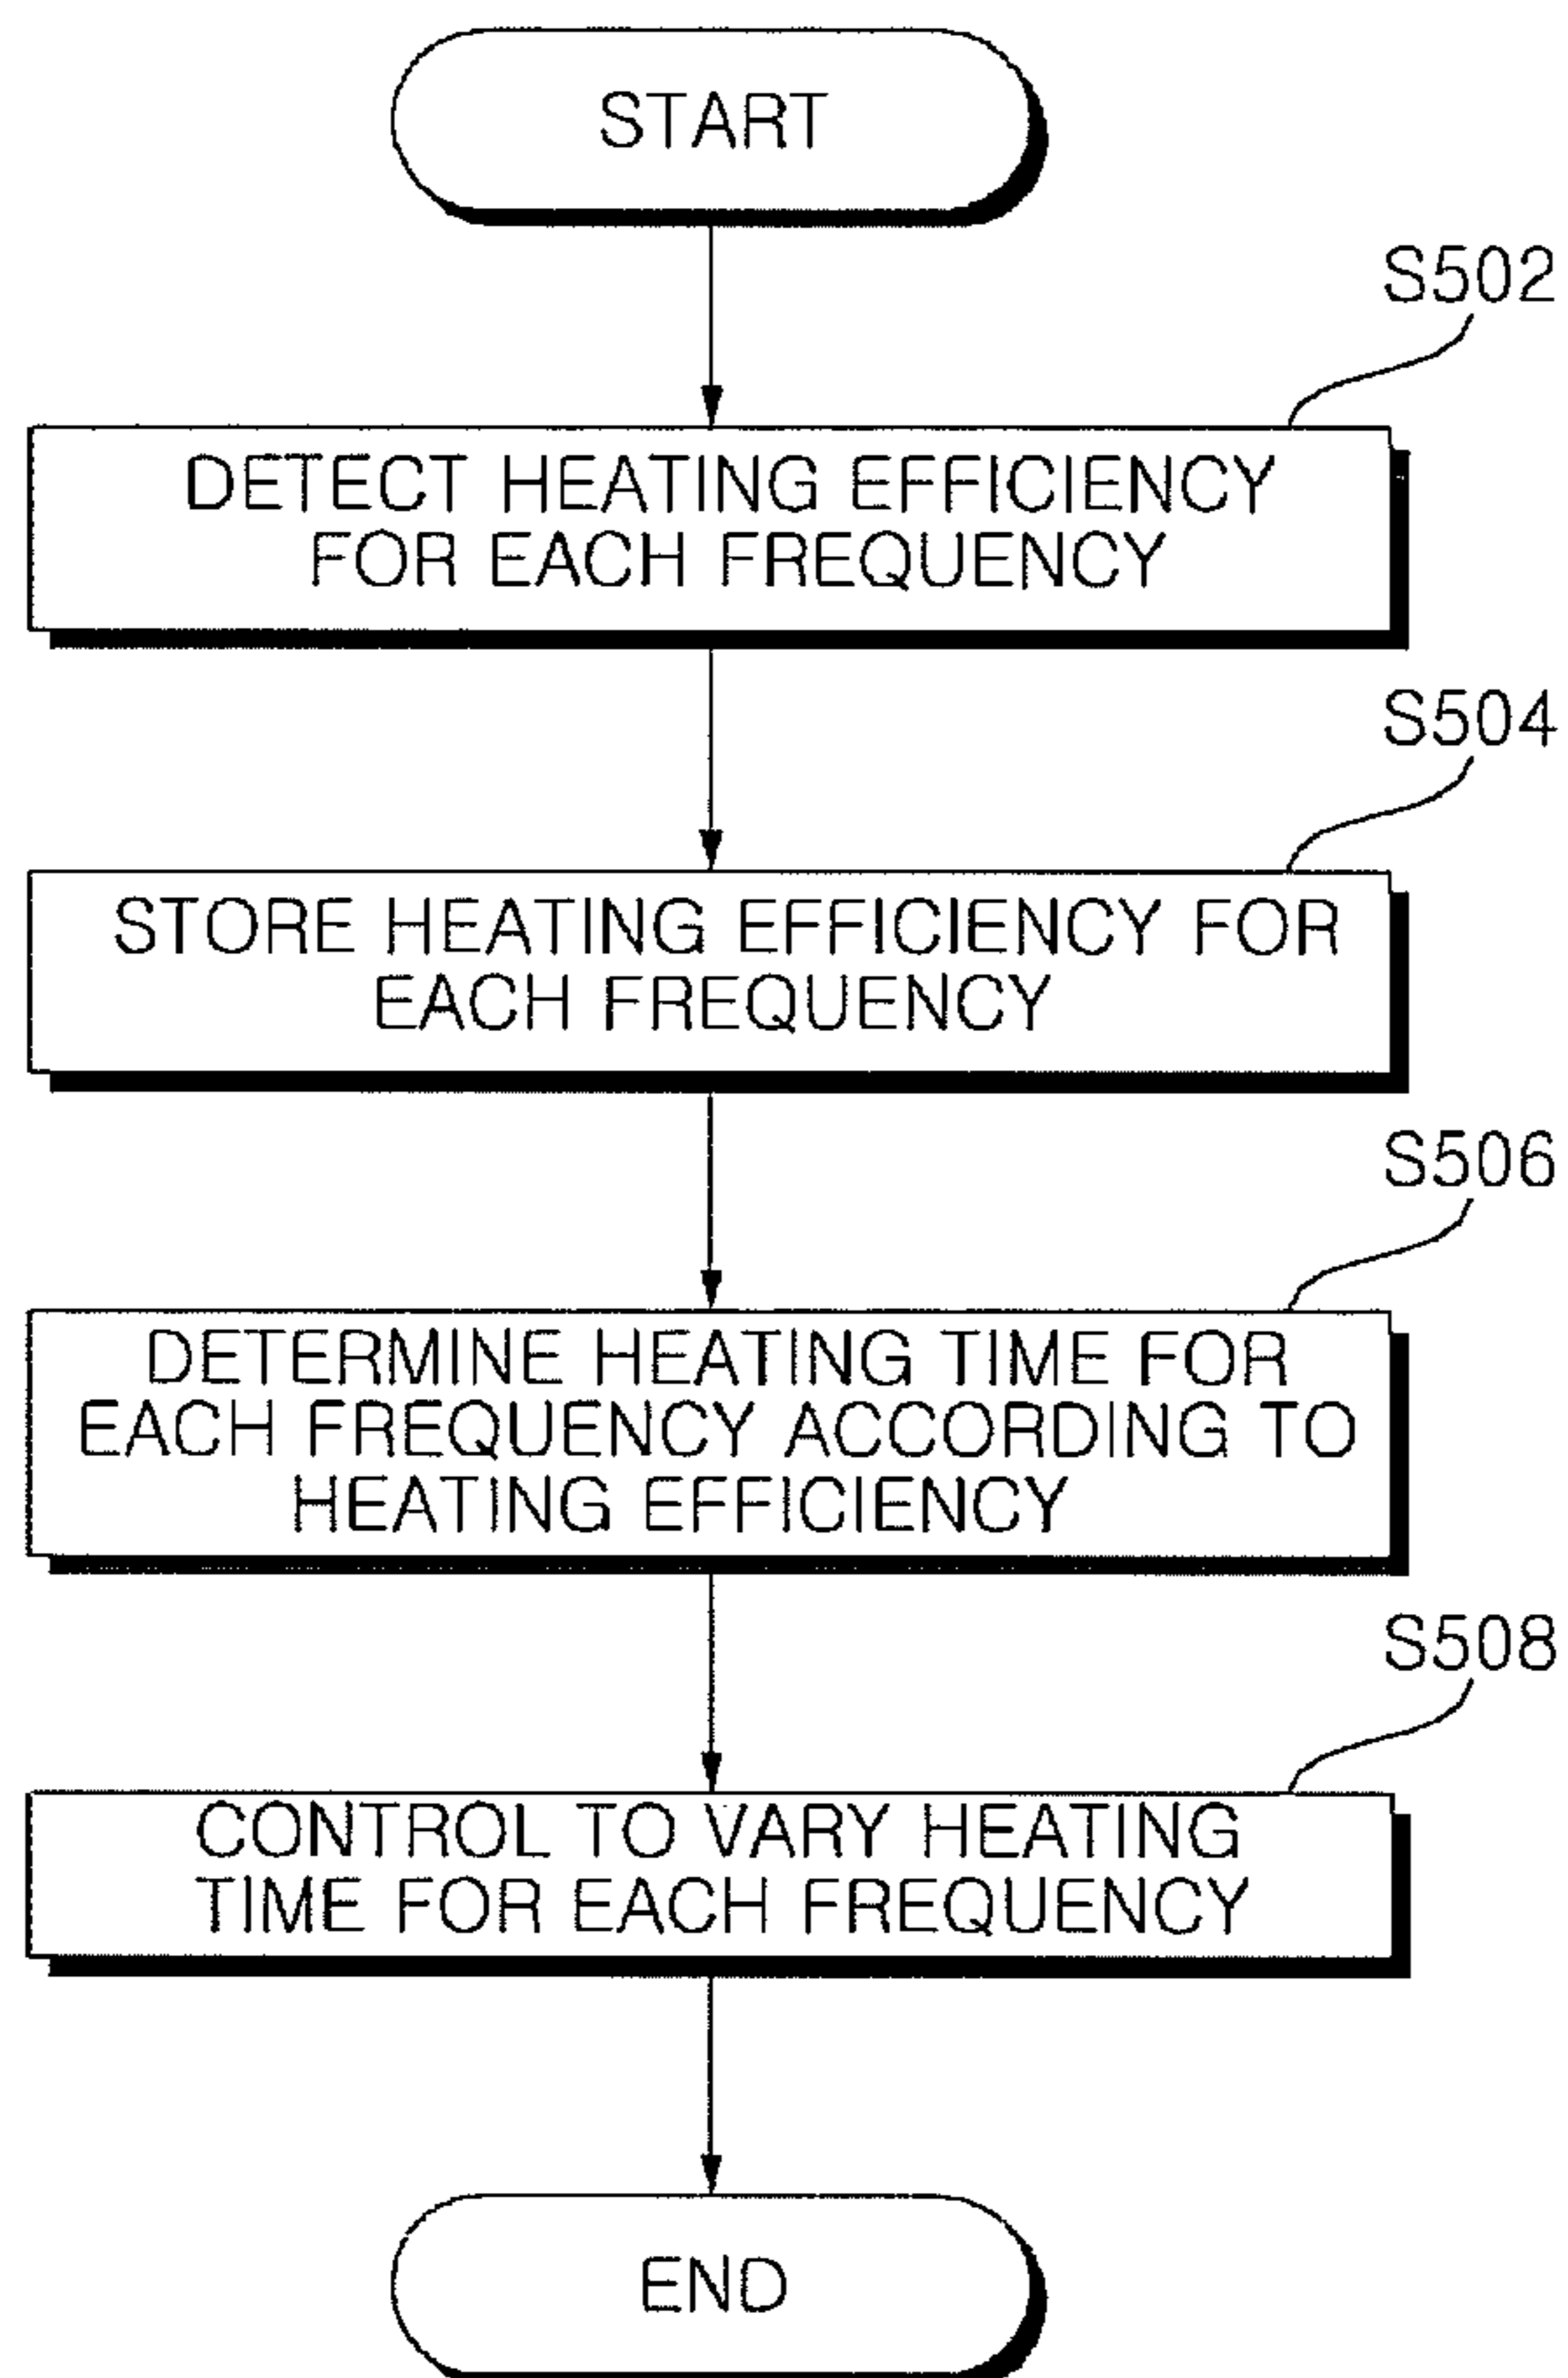 START
S502
DETECT HEATING EFFICIENCY
FOR EACH FREQUENCY
S504
STORE HEATING EFFICIENCY FOR
EACH FREQUENCY
S506
DETERMINE HEATING TIME FOR
EACH FREQUENCY ACCORDING TO
HEATING EFFICIENCY
S508
CONTROL TO VARY HEATING
TIME FOR EACH FREQUENCY
END